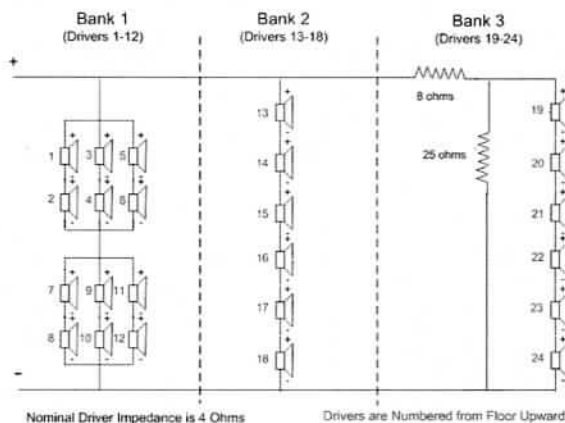 Bank 1
(Drivers 1-12)
Bank 2
(Drivers 13-18)
Bank 3
(Drivers 19-24)
+
8 ohms
25 ohms
+ + +
1 3 5
2 4 6
- - -
+ + +
7 9 11
8 10 12
- - -
+
13
-
+
14
-
+
15
-
+
16
-
+
17
-
+
18
-
+
19
-
+
20
-
+
21
-
+
22
-
+
23
-
+
24
-
-
Nominal Driver Impedance is 4 Ohms
Drivers are Numbered from Floor Upward